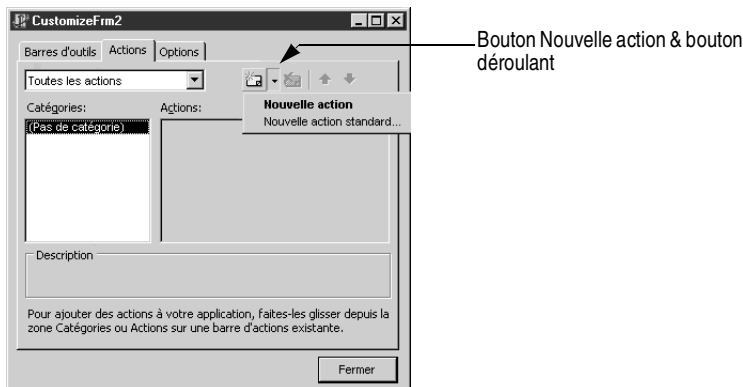 CustomizeFrm2
Barres d'outils
Actions
Options
Bouton Nouvelle action & bouton
déroulant
Toutes les actions
Catégories:
Actions:
Nouvelle action
Nouvelle action standard...
(Pas de catégorie)
Description
Pour ajouter des actions à votre application, faites-les glisser depuis la
zone Catégories ou Actions sur une barre d'actions existante.
Fermer